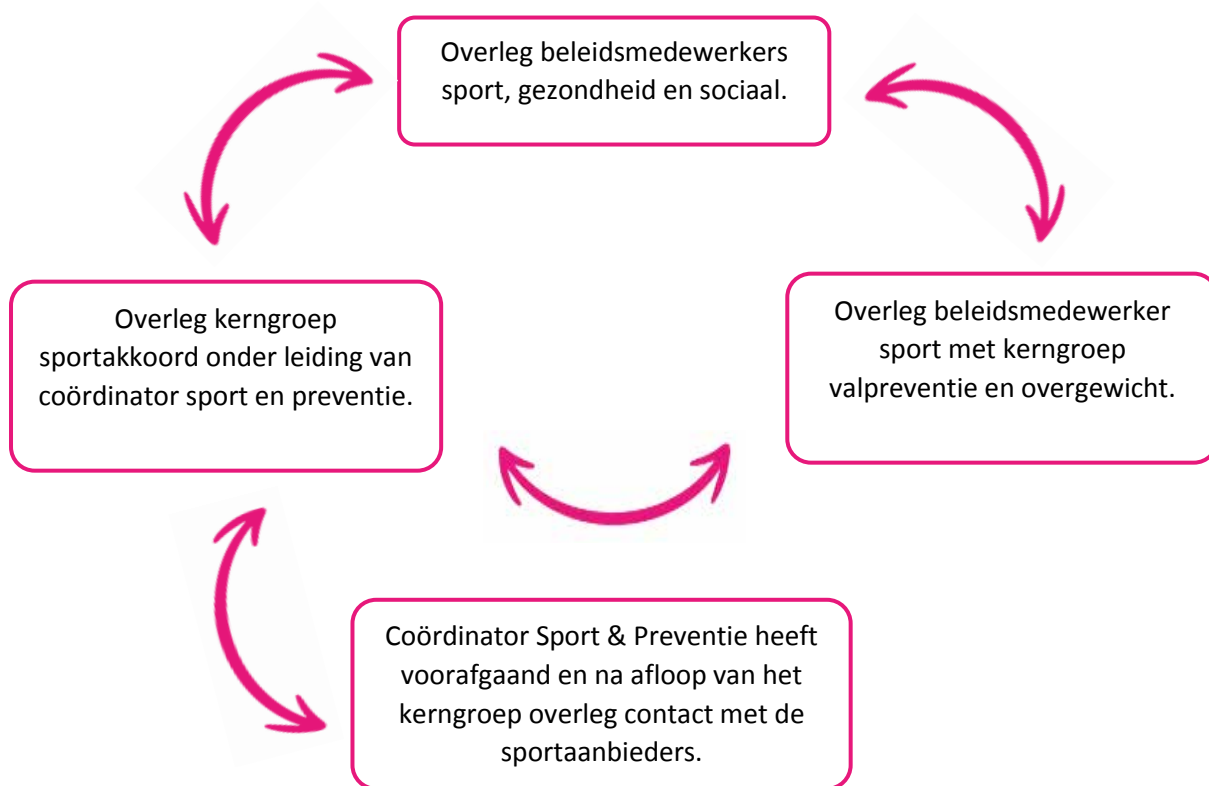 Overleg beleidsmedewerkers
sport, gezondheid en sociaal.
Overleg kerngroep
sportakkoord onder leiding van
coördinator sport en preventie.
Overleg beleidsmedewerker
sport met kerngroep
valpreventie en overgewicht.
Coördinator Sport & Preventie heeft
voorafgaand en na afloop van het
kerngroep overleg contact met de
sportaanbieders.